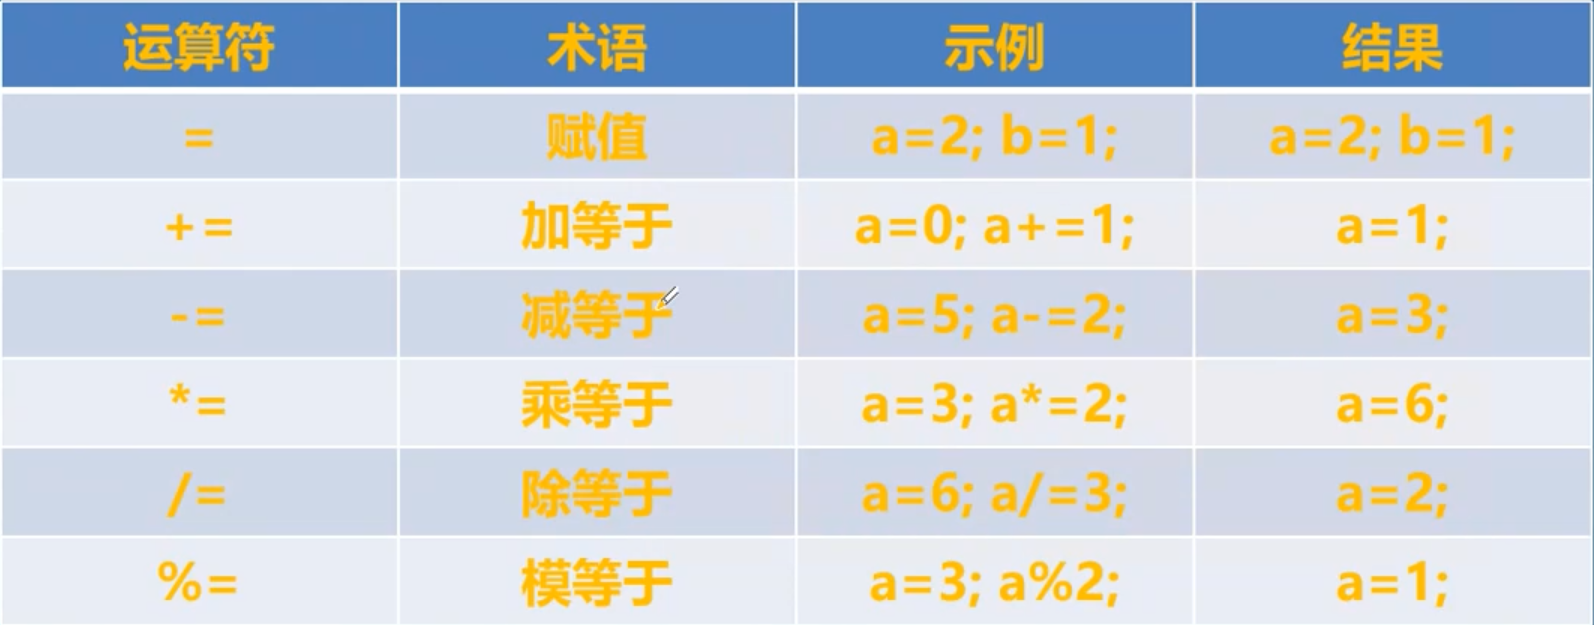 运算符 术语 示例 结果
= 赋值 a=2; b=1; a=2; b=1;
+= 加等于 a=0; a+=1; a=1;
-= 减等于 a=5; a-=2; a=3;
*= 乘等于 a=3; a*=2; a=6;
/= 除等于 a=6; a/=3; a=2;
%= 模等于 a=3; a%2; a=1;